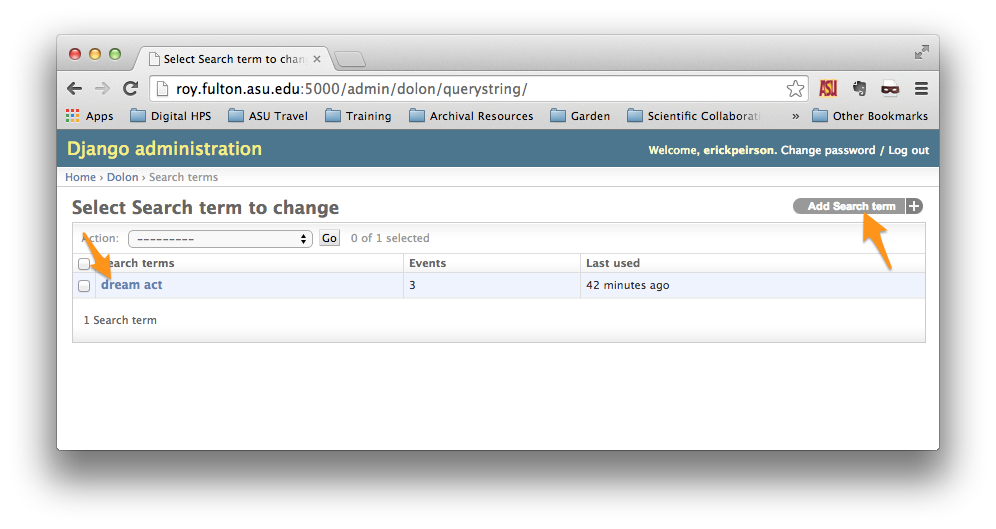 Select Search term to chan
roy.fulton.asu.edu:5000/admin/dolon/querystring/
ASU
Apps Digital HPS ASU Travel Training Archival Resources Garden Scientific Collaborati » Other Bookmarks
Django administration
Welcome, erickpeirson. Change password / Log out
Home › Dolon › Search terms
Select Search term to change
Add Search term +
Action: --------- Go 0 of 1 selected
Search terms Events Last used
dream act 3 42 minutes ago
1 Search term